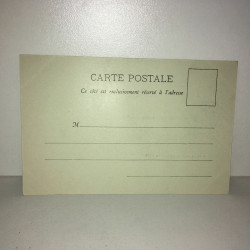 CARTE POSTALE
Ce côté est exclusivement réservé à l'adresse
M